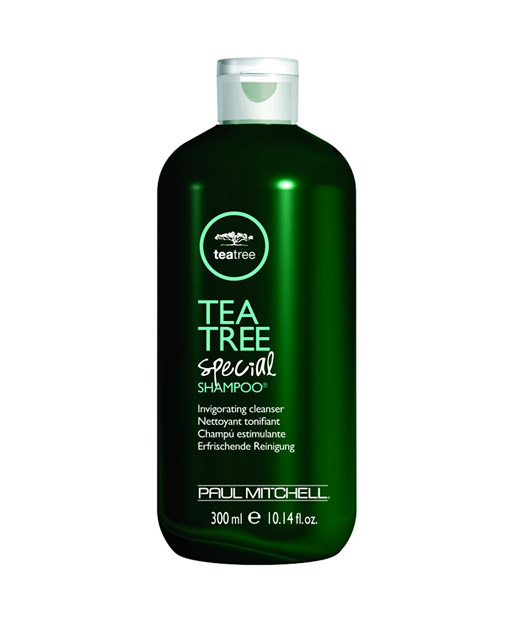 teatree
TEA
TREE
special
SHAMPOO®
Invigorating cleanser
Nettoyant tonifiant
Champú estimulante
Erfrischende Reinigung
PAUL MITCHELL®
300 ml ℮ 10.14 fl. oz.